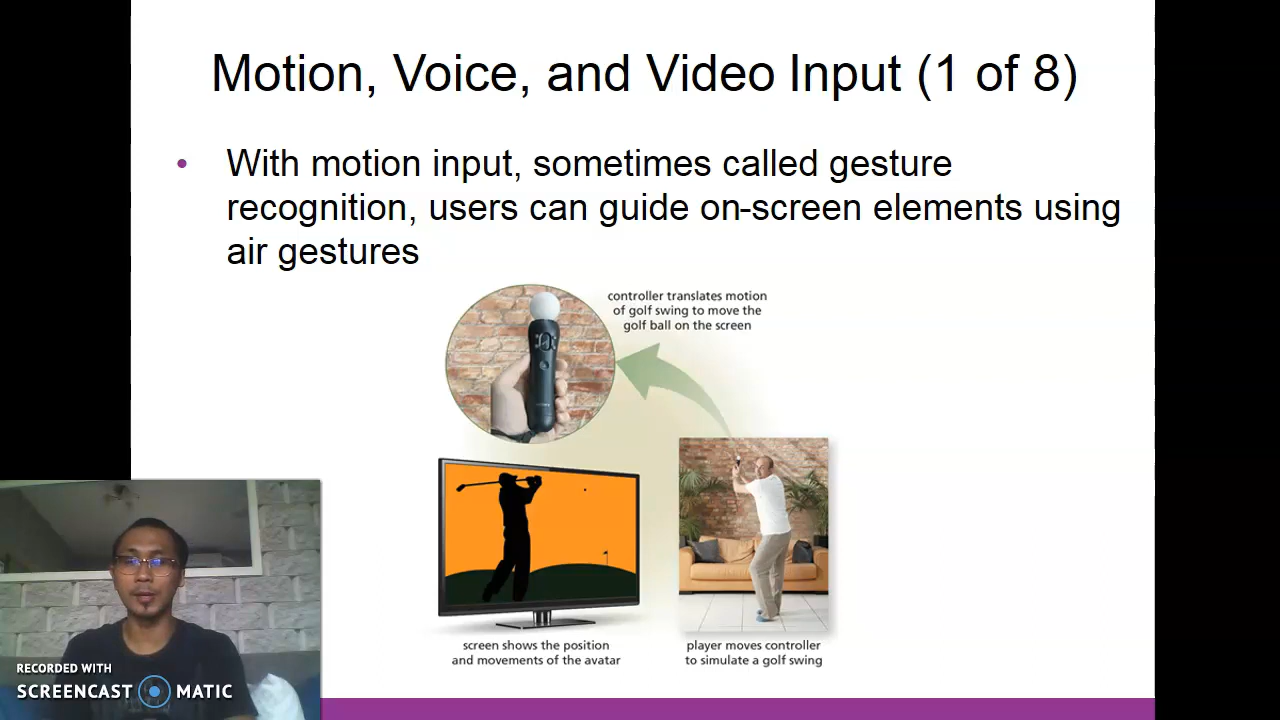 Motion, Voice, and Video Input (1 of 8)
• With motion input, sometimes called gesture
recognition, users can guide on-screen elements using
air gestures
controller translates motion
of golf swing to move the
golf ball on the screen
screen shows the position
and movements of the avatar
player moves controller
to simulate a golf swing
RECORDED WITH
SCREENCAST MATIC